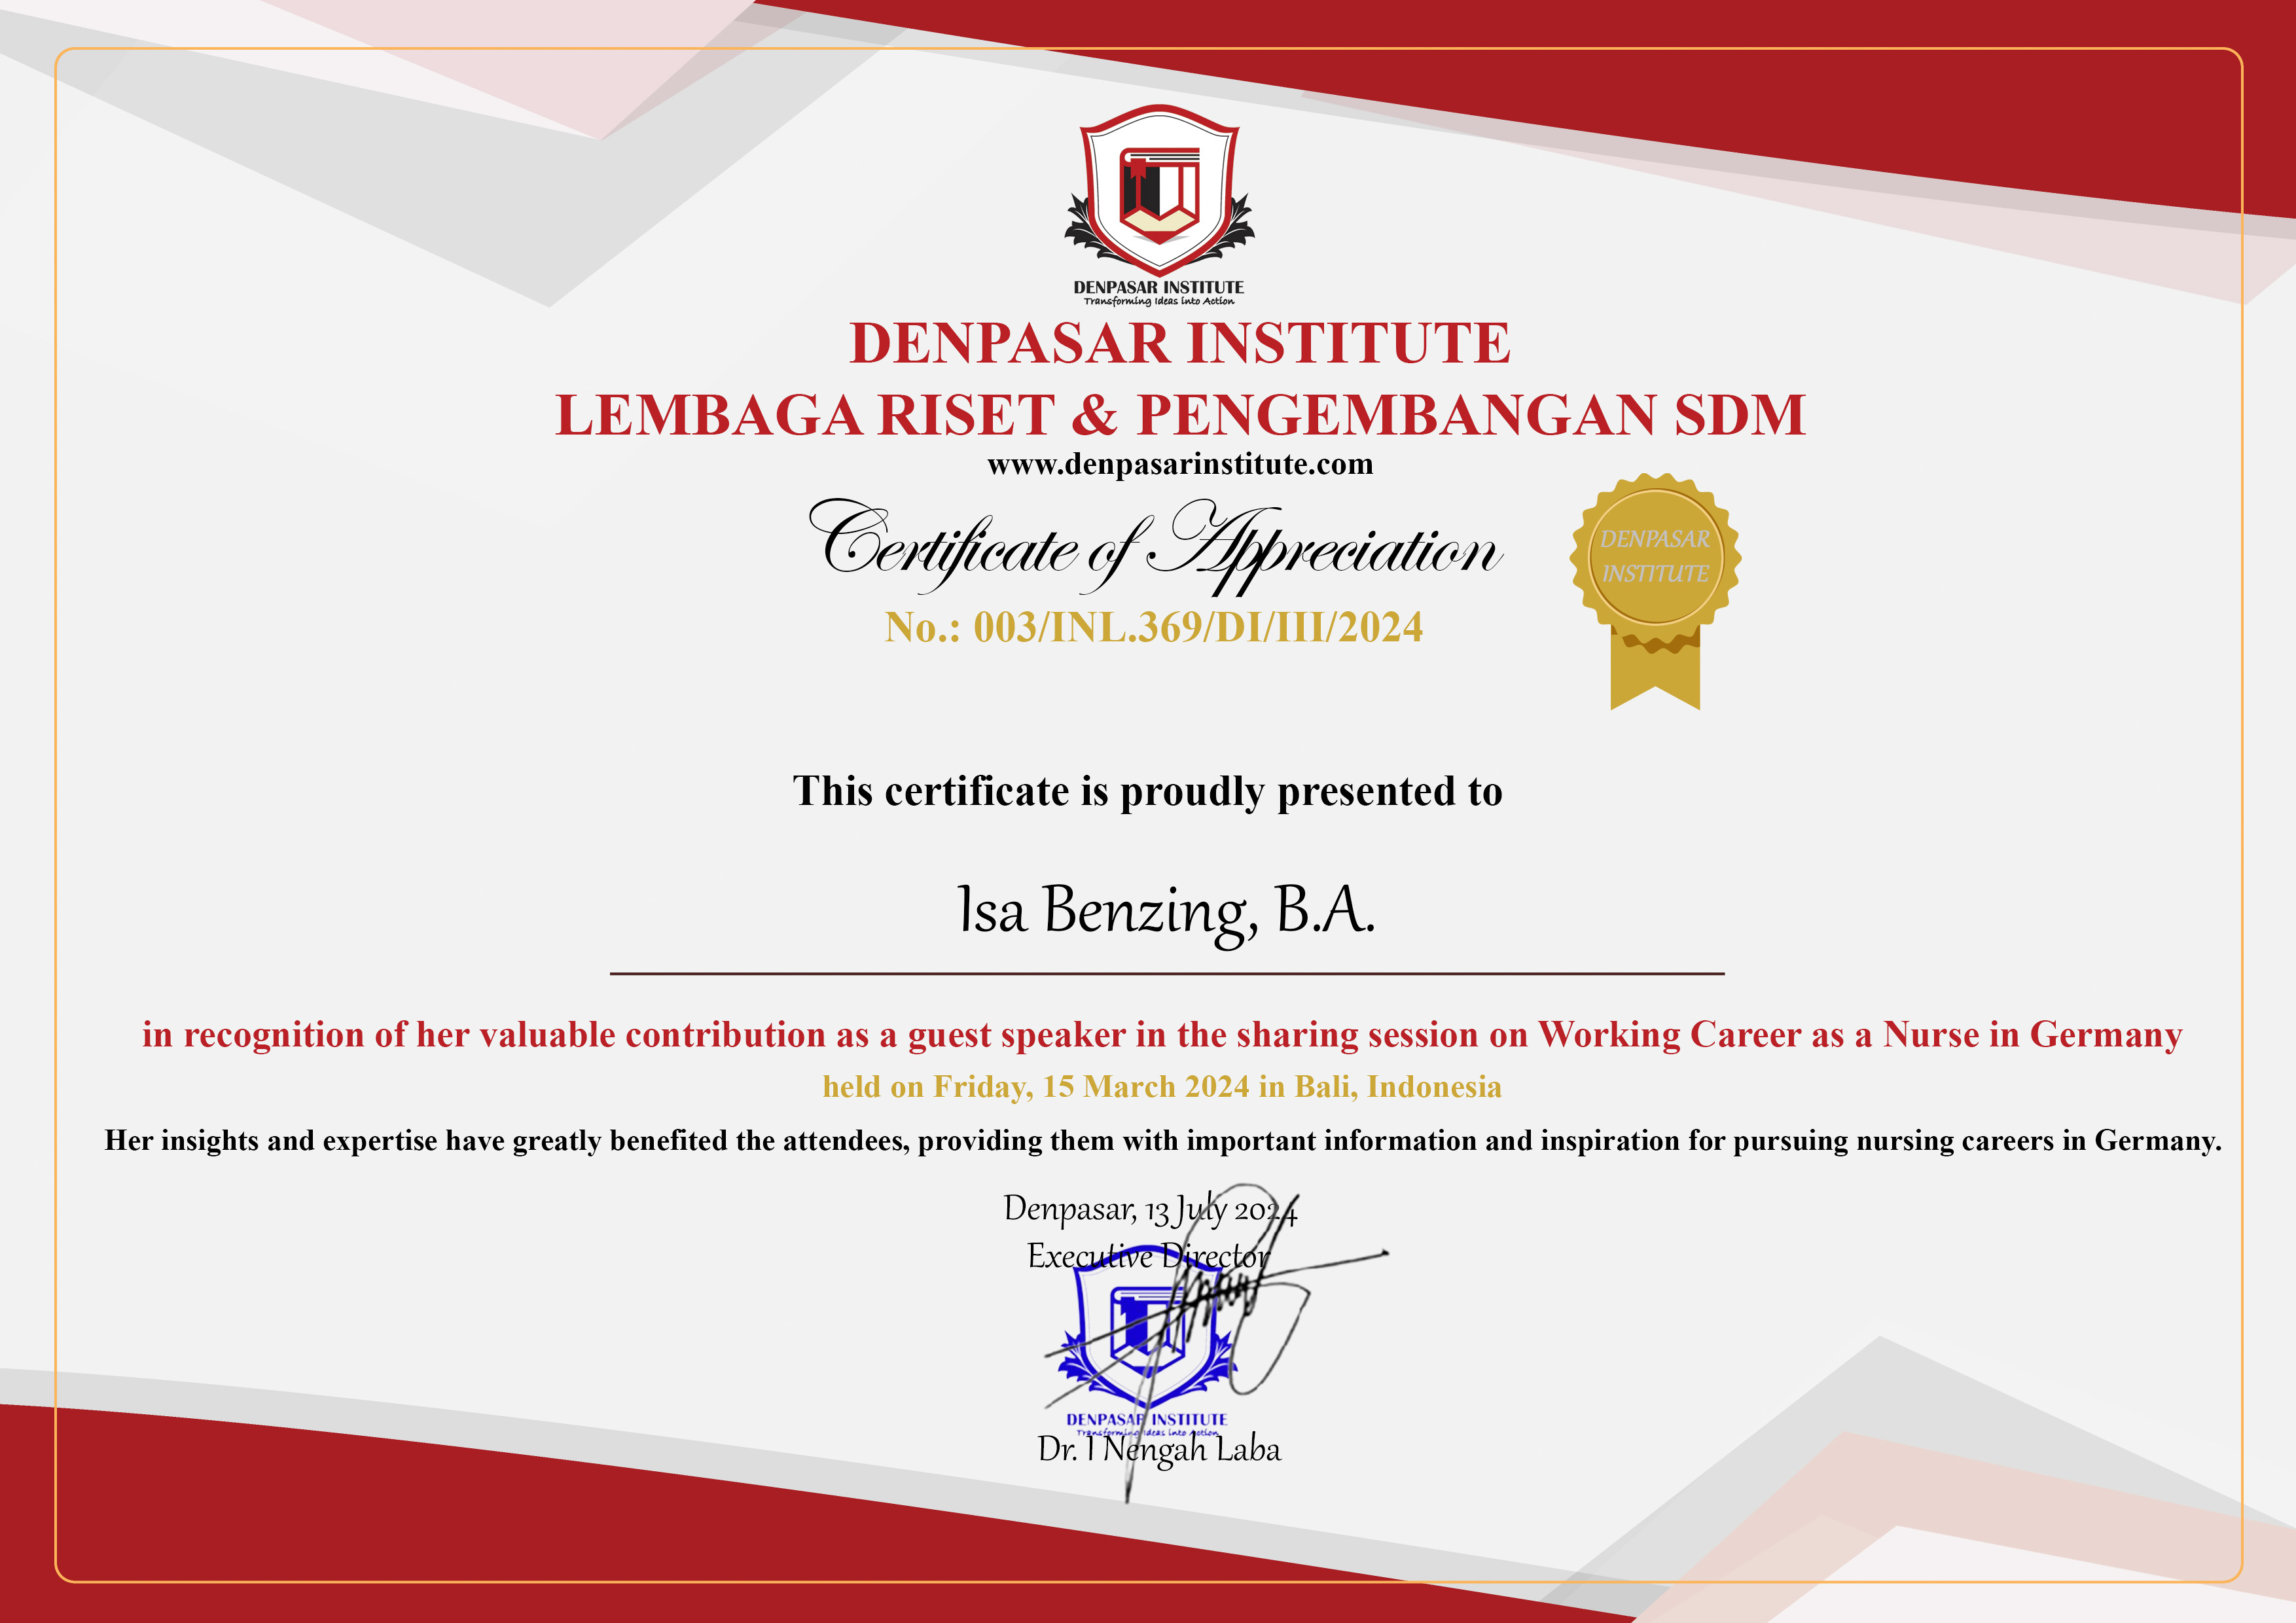 DENPASAR INSTITUTE
Transforming Ideas into Action
DENPASAR INSTITUTE
LEMBAGA RISET & PENGEMBANGAN SDM
www.denpasarinstitute.com
Certificate of Appreciation
DENPASAR
INSTITUTE
No.: 003/INL.369/DI/III/2024
This certificate is proudly presented to
Isa Benzing, B.A.
in recognition of her valuable contribution as a guest speaker in the sharing session on Working Career as a Nurse in Germany
held on Friday, 15 March 2024 in Bali, Indonesia
Her insights and expertise have greatly benefited the attendees, providing them with important information and inspiration for pursuing nursing careers in Germany.
Denpasar, 13 July 2024
Executive Director
DENPASAR INSTITUTE
Transforming Ideas into Action
Dr. I Nengah Laba